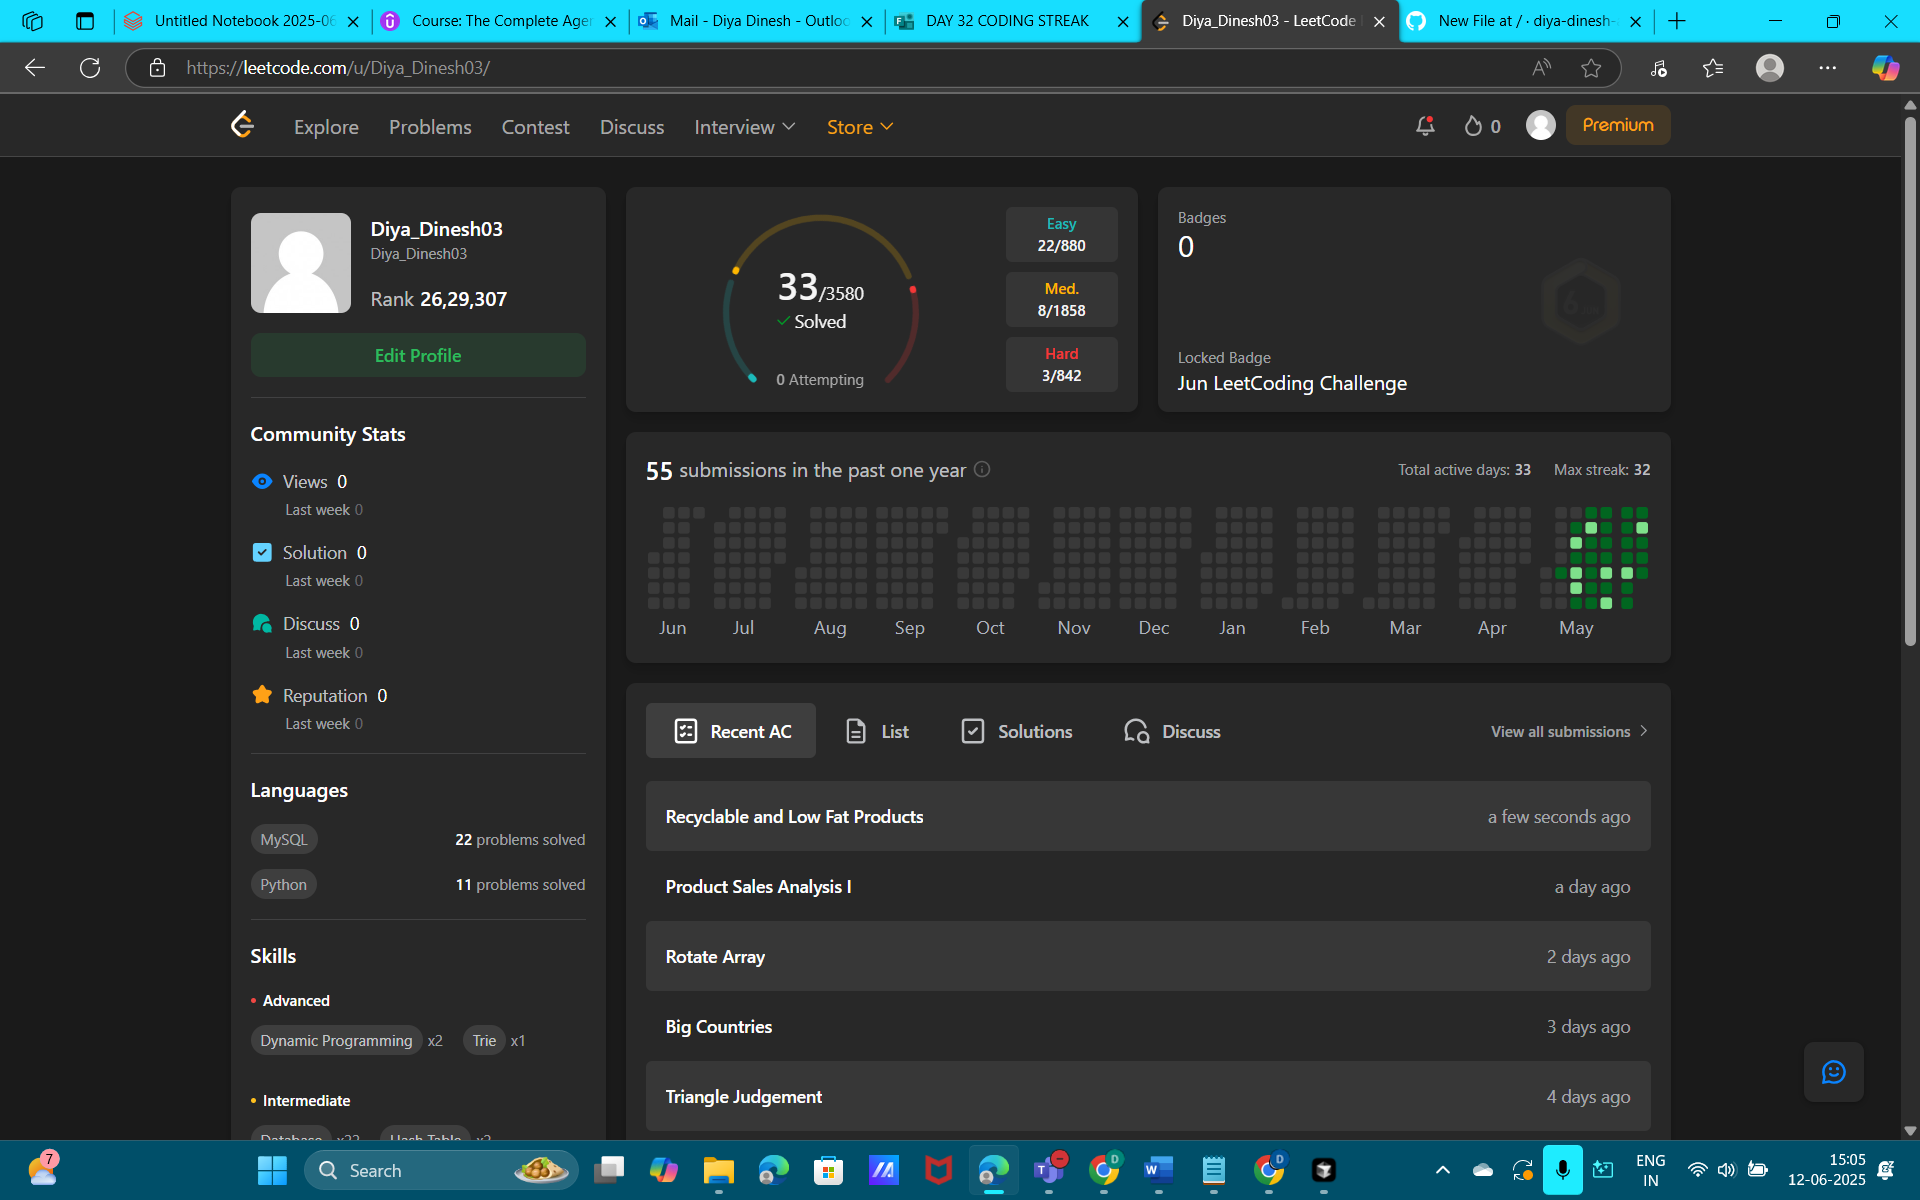 Untitled Notebook 2025-06
Course: The Complete Agen
Mail - Diya Dinesh - Outloo
DAY 32 CODING STREAK
Diya_Dinesh03 - LeetCode
New File at / · diya-dinesh-
https://leetcode.com/u/Diya_Dinesh03/
Explore
Problems
Contest
Discuss
Interview
Store
0
Premium
Diya_Dinesh03
Diya_Dinesh03
Rank 26,29,307
Edit Profile
Community Stats
Views 0
Last week 0
Solution 0
Last week 0
Discuss 0
Last week 0
Reputation 0
Last week 0
Languages
MySQL
22 problems solved
Python
11 problems solved
Skills
Advanced
Dynamic Programming x2
Trie x1
Intermediate
Database x22
Hash Table
33/3580
Solved
0 Attempting
Easy
22/880
Med.
8/1858
Hard
3/842
Badges
0
Locked Badge
Jun LeetCoding Challenge
55 submissions in the past one year
Total active days: 33
Max streak: 32
Jun
Jul
Aug
Sep
Oct
Nov
Dec
Jan
Feb
Mar
Apr
May
Recent AC
List
Solutions
Discuss
View all submissions
Recyclable and Low Fat Products
a few seconds ago
Product Sales Analysis I
a day ago
Rotate Array
2 days ago
Big Countries
3 days ago
Triangle Judgement
4 days ago
7
Search
ENG
IN
15:05
12-06-2025